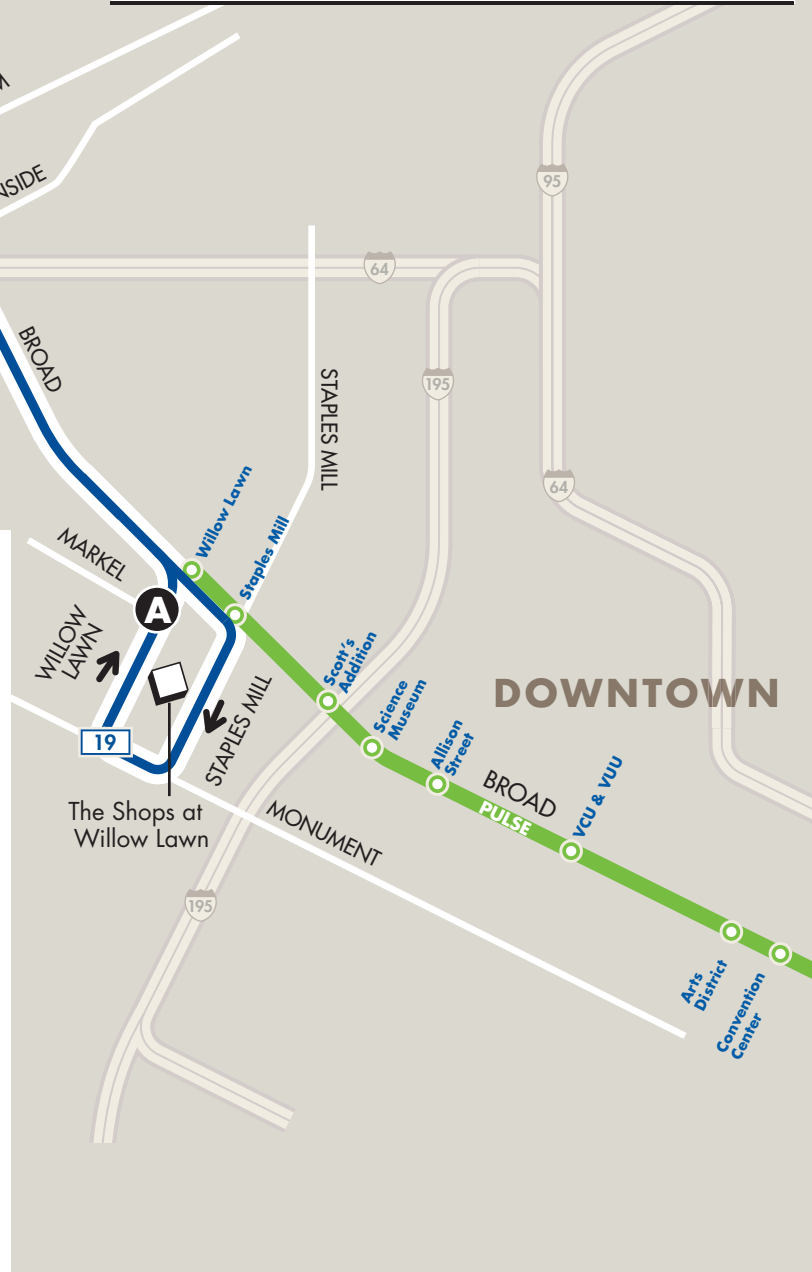 NSIDE
95
64
BROAD
195
STAPLES MILL
64
Willow Lawn
Staples Mill
MARKEL
A
WILLOW
LAWN
Scott's
Addition
Science
Museum
DOWNTOWN
STAPLES MILL
19
Allison
Street
BROAD
PULSE
VCU & VUU
The Shops at
Willow Lawn
MONUMENT
195
Arts
District
Convention
Center